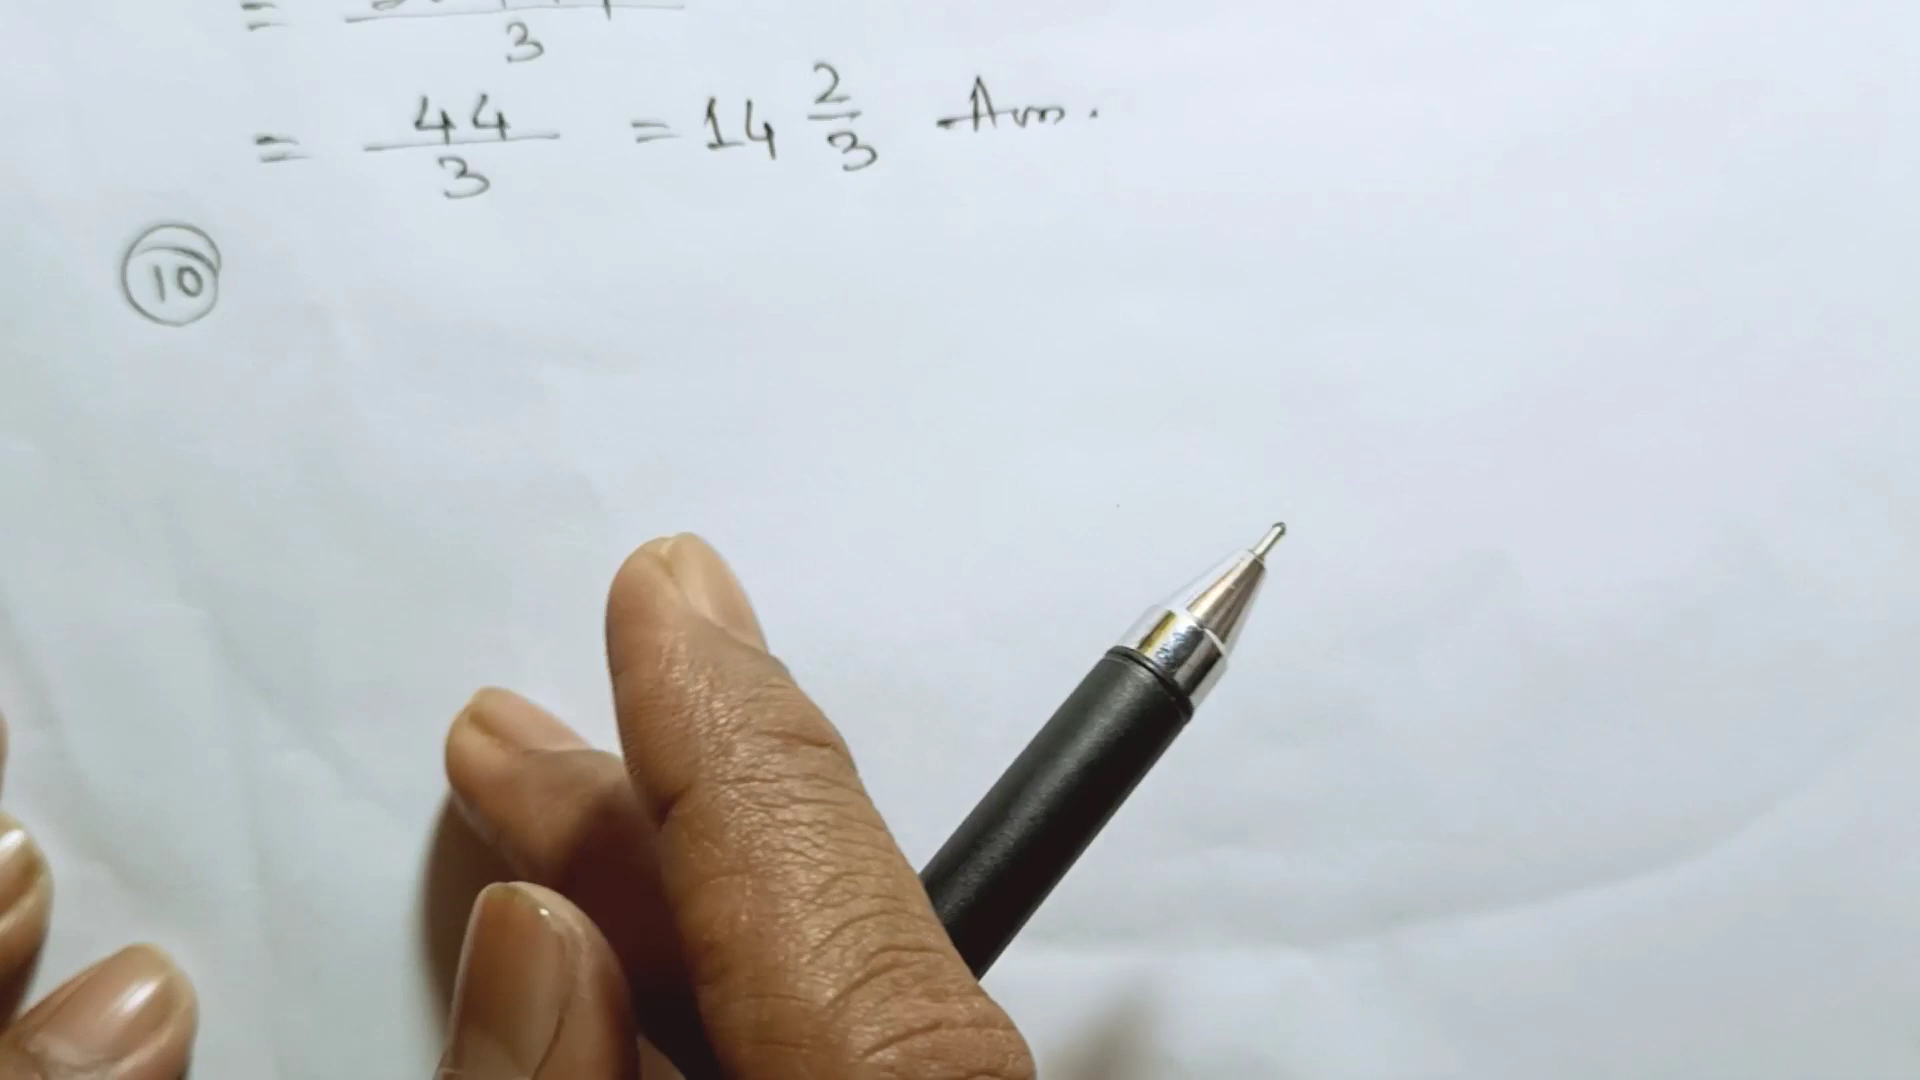 = /3
= 44/3 = 14 2/3 Ans.
10